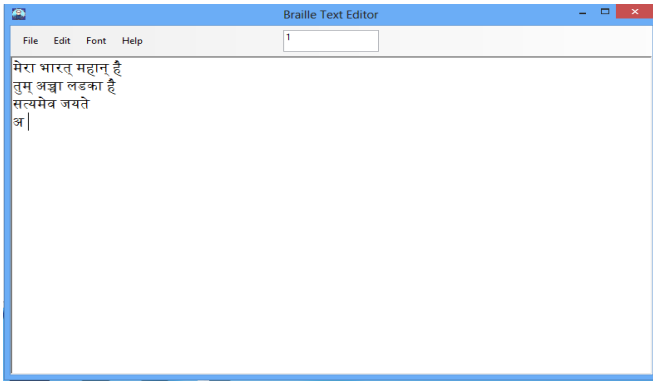 Braille Text Editor
File Edit Font Help
1
मेरा भारत् महान् है
तुम् अच्चा लडका है
सत्यमेव जयते
अ